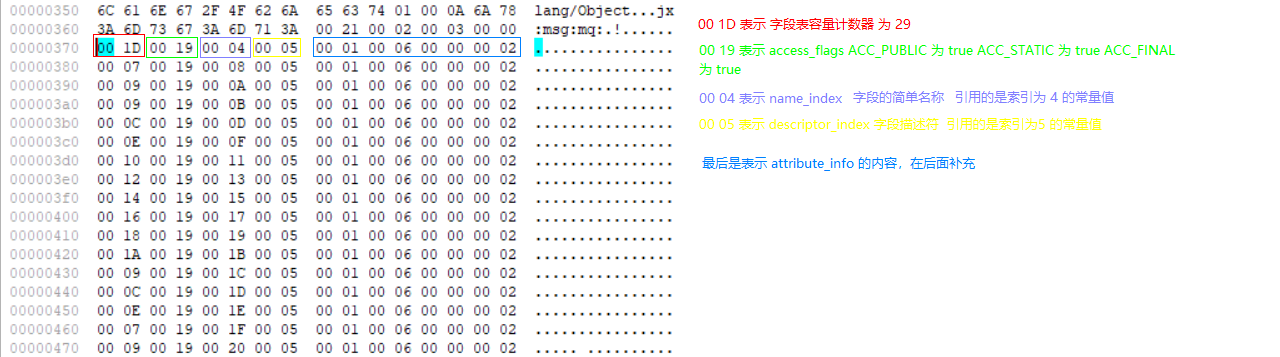 00000350 6C 61 6E 67 2F 4F 62 6A 65 63 74 01 00 0A 6A 78 lang/Object...jx
00000360 3A 6D 73 67 3A 6D 71 3A 00 21 00 02 00 03 00 00 :msg:mq:.!......
00000370 00 1D 00 19 00 04 00 05 00 01 00 06 00 00 00 02 ................
00000380 00 07 00 19 00 08 00 05 00 01 00 06 00 00 00 02 ................
00000390 00 09 00 19 00 0A 00 05 00 01 00 06 00 00 00 02 ................
000003a0 00 09 00 19 00 0B 00 05 00 01 00 06 00 00 00 02 ................
000003b0 00 0C 00 19 00 0D 00 05 00 01 00 06 00 00 00 02 ................
000003c0 00 0E 00 19 00 0F 00 05 00 01 00 06 00 00 00 02 ................
000003d0 00 10 00 19 00 11 00 05 00 01 00 06 00 00 00 02 ................
000003e0 00 12 00 19 00 13 00 05 00 01 00 06 00 00 00 02 ................
000003f0 00 14 00 19 00 15 00 05 00 01 00 06 00 00 00 02 ................
00000400 00 16 00 19 00 17 00 05 00 01 00 06 00 00 00 02 ................
00000410 00 18 00 19 00 19 00 05 00 01 00 06 00 00 00 02 ................
00000420 00 1A 00 19 00 1B 00 05 00 01 00 06 00 00 00 02 ................
00000430 00 09 00 19 00 1C 00 05 00 01 00 06 00 00 00 02 ................
00000440 00 0C 00 19 00 1D 00 05 00 01 00 06 00 00 00 02 ................
00000450 00 0E 00 19 00 1E 00 05 00 01 00 06 00 00 00 02 ................
00000460 00 07 00 19 00 1F 00 05 00 01 00 06 00 00 00 02 ................
00000470 00 09 00 19 00 20 00 05 00 01 00 06 00 00 00 02 ..... ..........
00 1D 表示 字段表容量计数器 为 29
00 19 表示 access_flags ACC_PUBLIC 为 true ACC_STATIC 为 true ACC_FINAL
为 true
00 04 表示 name_index 字段的简单名称 引用的是索引为 4 的常量值
00 05 表示 descriptor_index 字段描述符 引用的是索引为5 的常量值
最后是表示 attribute_info 的内容，在后面补充